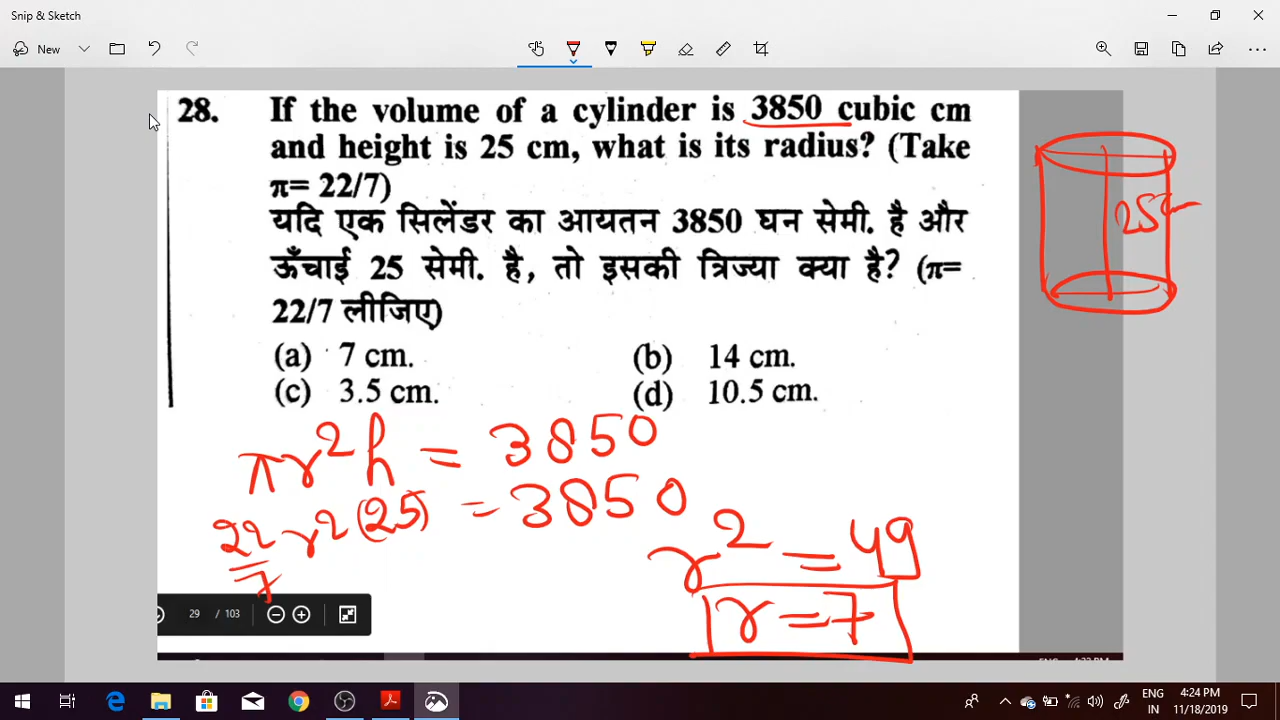 Snip & Sketch
New
28. If the volume of a cylinder is 3850 cubic cm
and height is 25 cm, what is its radius? (Take
π= 22/7)
यदि एक सिलेंडर का आयतन 3850 घन सेमी. है और
ऊँचाई 25 सेमी. है, तो इसकी त्रिज्या क्या है? (π=
22/7 लीजिए)
(a) 7 cm. (b) 14 cm.
(c) 3.5 cm. (d) 10.5 cm.
25
πr²h = 3850
22/7 r² (25) = 3850
r² = 49
r = 7
29 / 103
ENG 4:24 PM
IN 11/18/2019